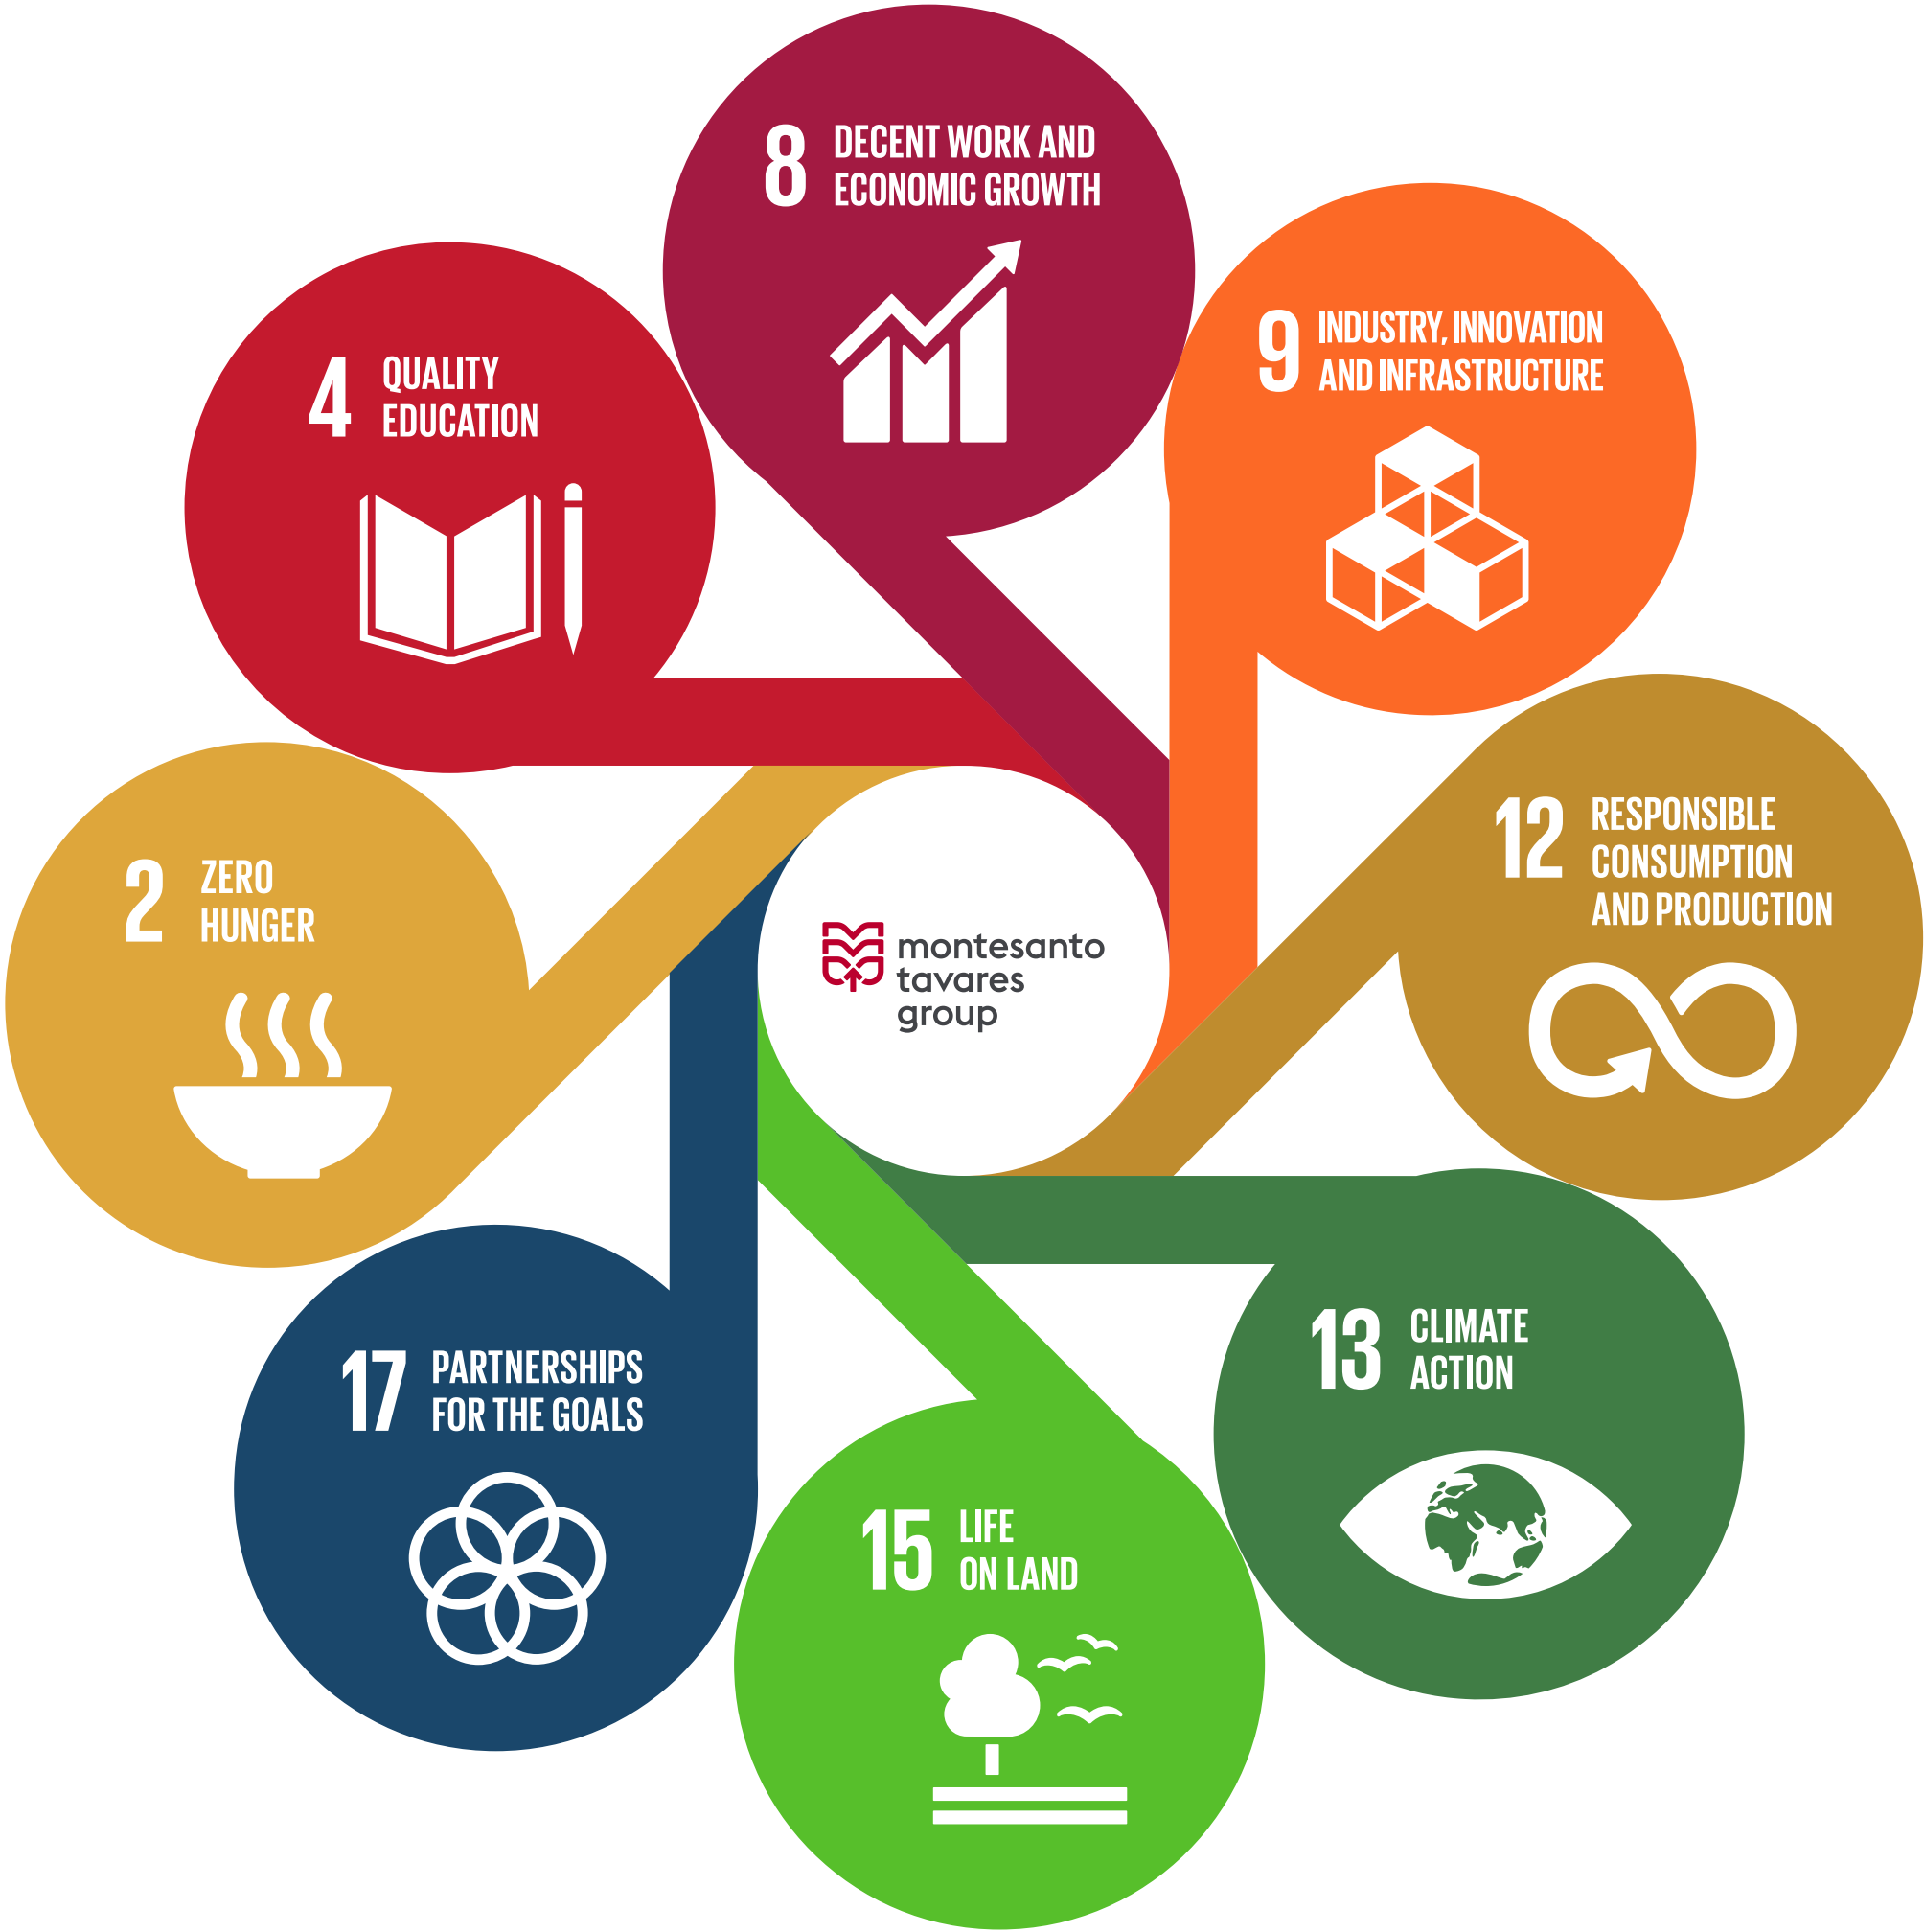 8
DECENT WORK AND
ECONOMIC GROWTH
9
INDUSTRY, INNOVATION
AND INFRASTRUCTURE
4
QUALITY
EDUCATION
12
RESPONSIBLE
CONSUMPTION
AND PRODUCTION
2
ZERO
HUNGER
montesanto
tavares
group
13
CLIMATE
ACTION
17
PARTNERSHIPS
FOR THE GOALS
15
LIFE
ON LAND